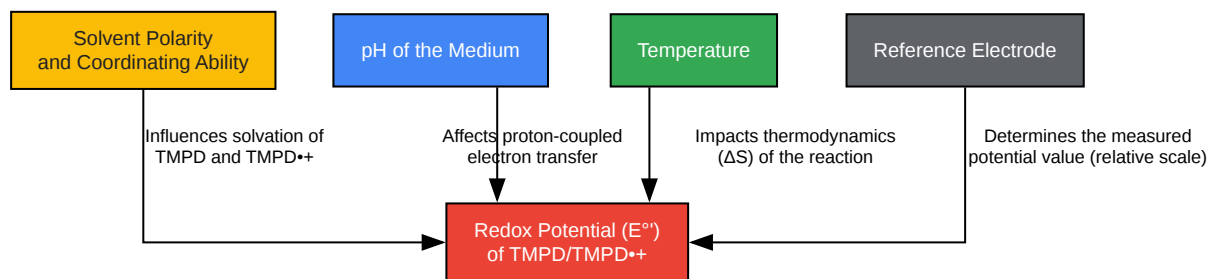 Solvent Polarity
and Coordinating Ability
pH of the Medium
Temperature
Reference Electrode
Influences solvation of
TMPD and TMPD•+
Affects proton-coupled
electron transfer
Impacts thermodynamics
(ΔS) of the reaction
Determines the measured
potential value (relative scale)
Redox Potential (E°')
of TMPD/TMPD•+